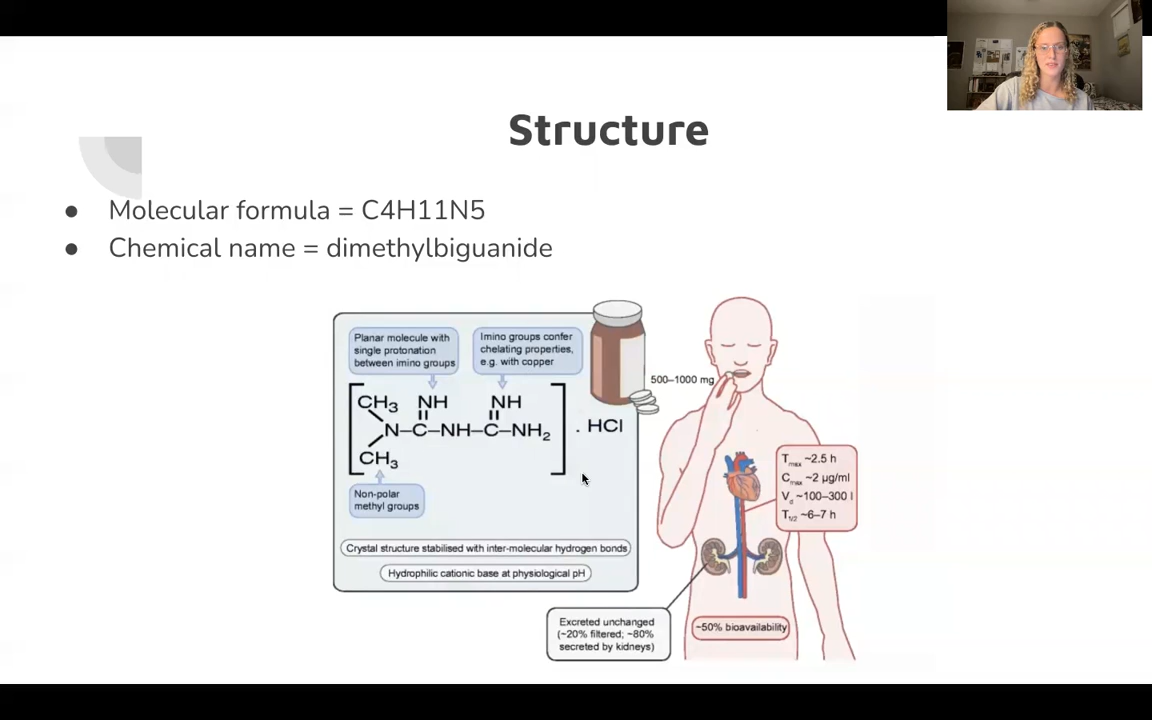 Structure
● Molecular formula = C4H11N5
● Chemical name = dimethylbiguanide
Planar molecule with
single protonation
between imino groups
Imino groups confer
chelating properties,
e.g. with copper
CH₃ NH NH
N–C–NH–C–NH₂ . HCl
CH₃
Non-polar
methyl groups
Crystal structure stabilised with inter-molecular hydrogen bonds
Hydrophilic cationic base at physiological pH
500–1000 mg
Tmax ~2.5 h
Cmax ~2 µg/ml
Vd ~100–300 l
T1/2 ~6–7 h
Excreted unchanged
(~20% filtered; ~80%
secreted by kidneys)
~50% bioavailability